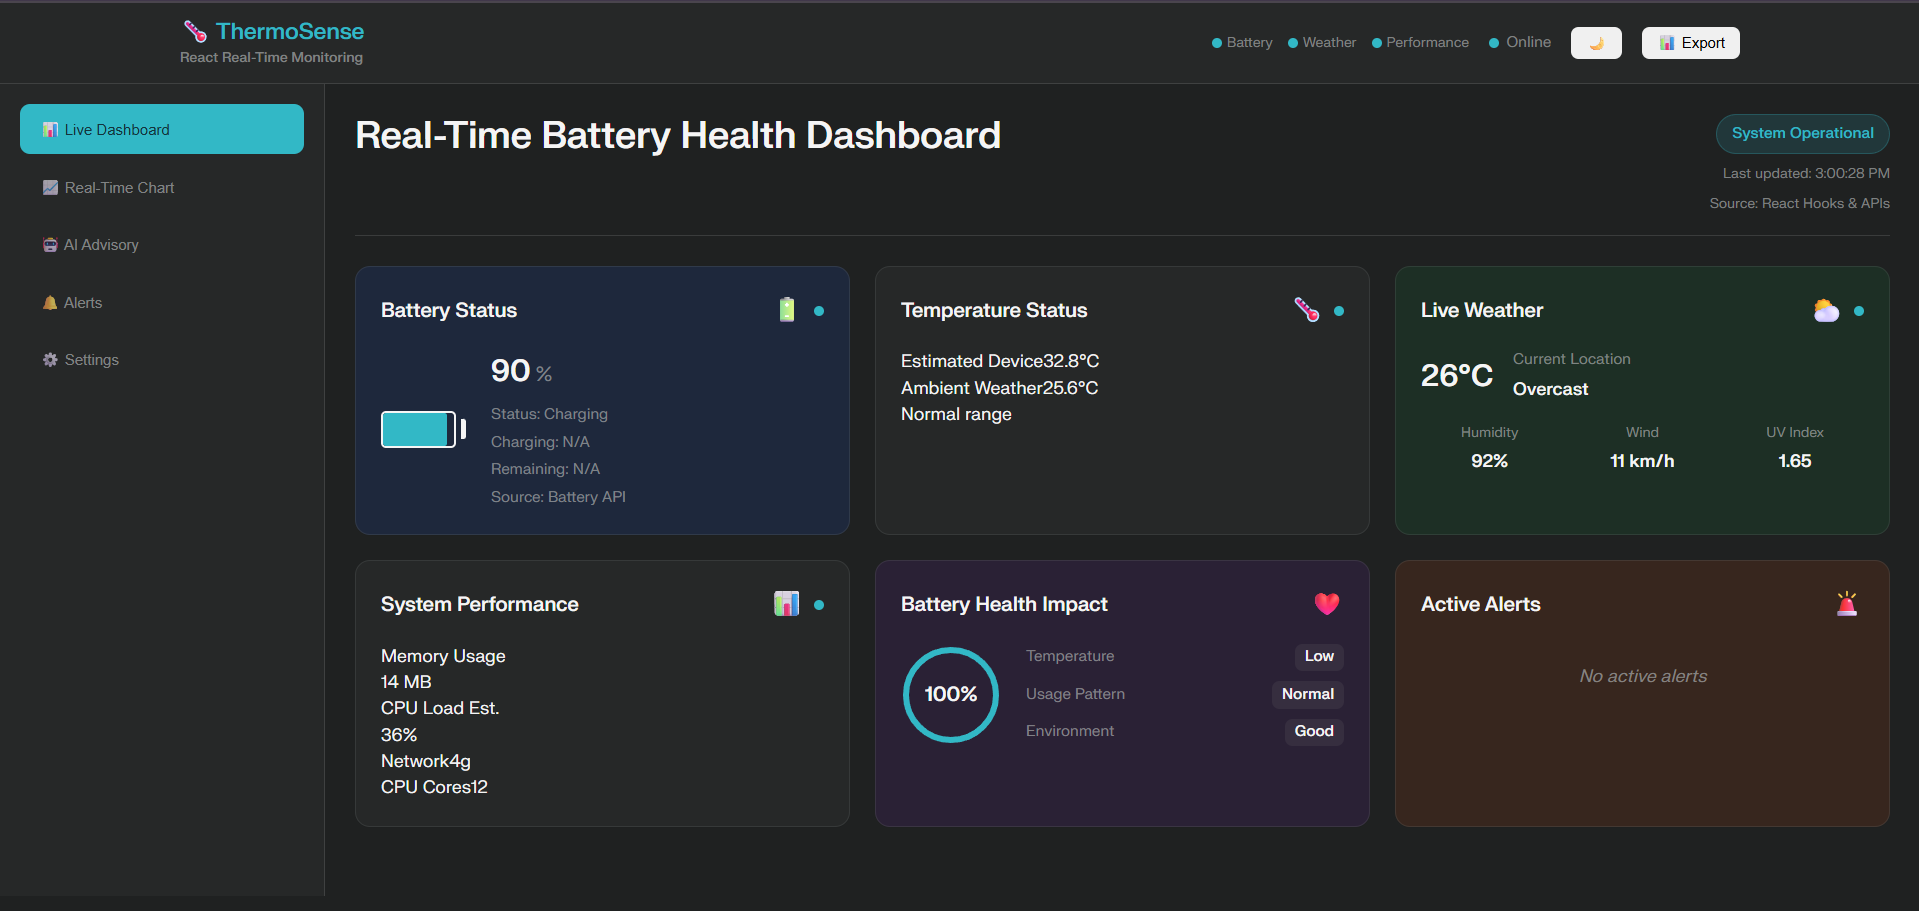 ThermoSense
React Real-Time Monitoring
Battery
Weather
Performance
Online
Export
Live Dashboard
Real-Time Chart
AI Advisory
Alerts
Settings
Real-Time Battery Health Dashboard
System Operational
Last updated: 3:00:28 PM
Source: React Hooks & APIs
Battery Status
90 %
Status: Charging
Charging: N/A
Remaining: N/A
Source: Battery API
Temperature Status
Estimated Device32.8°C
Ambient Weather25.6°C
Normal range
Live Weather
26°C
Current Location
Overcast
Humidity
92%
Wind
11 km/h
UV Index
1.65
System Performance
Memory Usage
14 MB
CPU Load Est.
36%
Network4g
CPU Cores12
Battery Health Impact
100%
Temperature Low
Usage Pattern Normal
Environment Good
Active Alerts
No active alerts